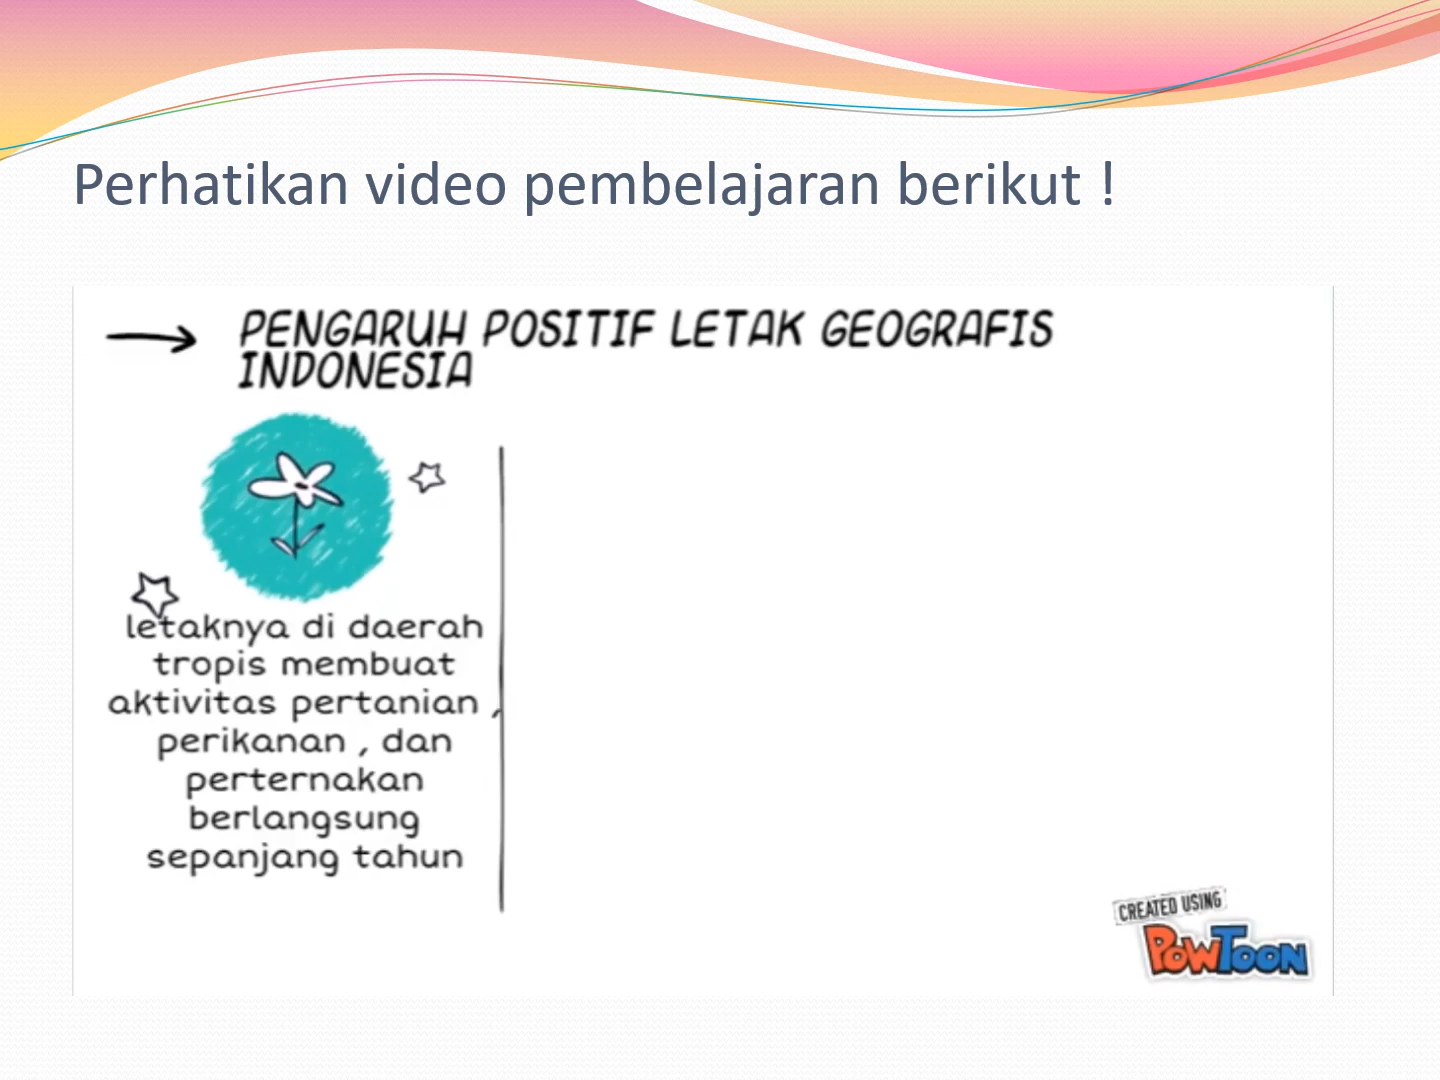 Perhatikan video pembelajaran berikut !
PENGARUH POSITIF LETAK GEOGRAFIS
INDONESIA
letaknya di daerah
tropis membuat
aktivitas pertanian ,
perikanan , dan
perternakan
berlangsung
sepanjang tahun
CREATED USING
POWTOON